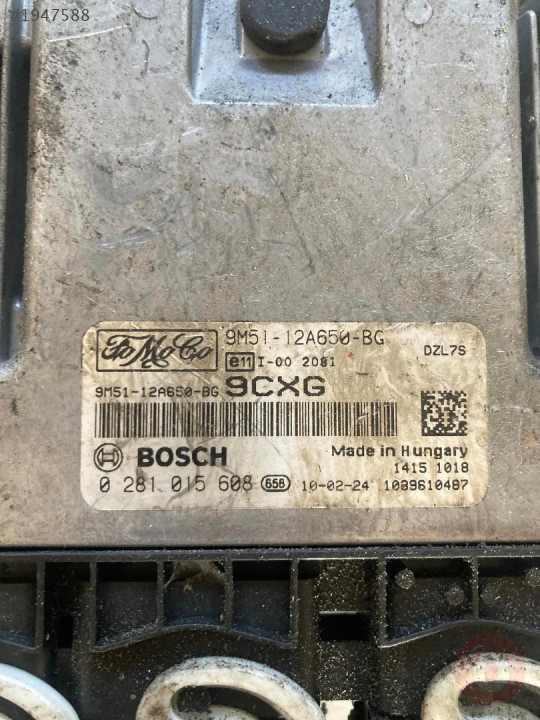 #1947588
FoMoCo
9M51-12A650-BG
DZL7S
e11 I-00 2081
9M51-12A650-BG 9CXG
BOSCH
Made in Hungary
1415 1018
0 281 015 608 658 10-02-24 1089610487